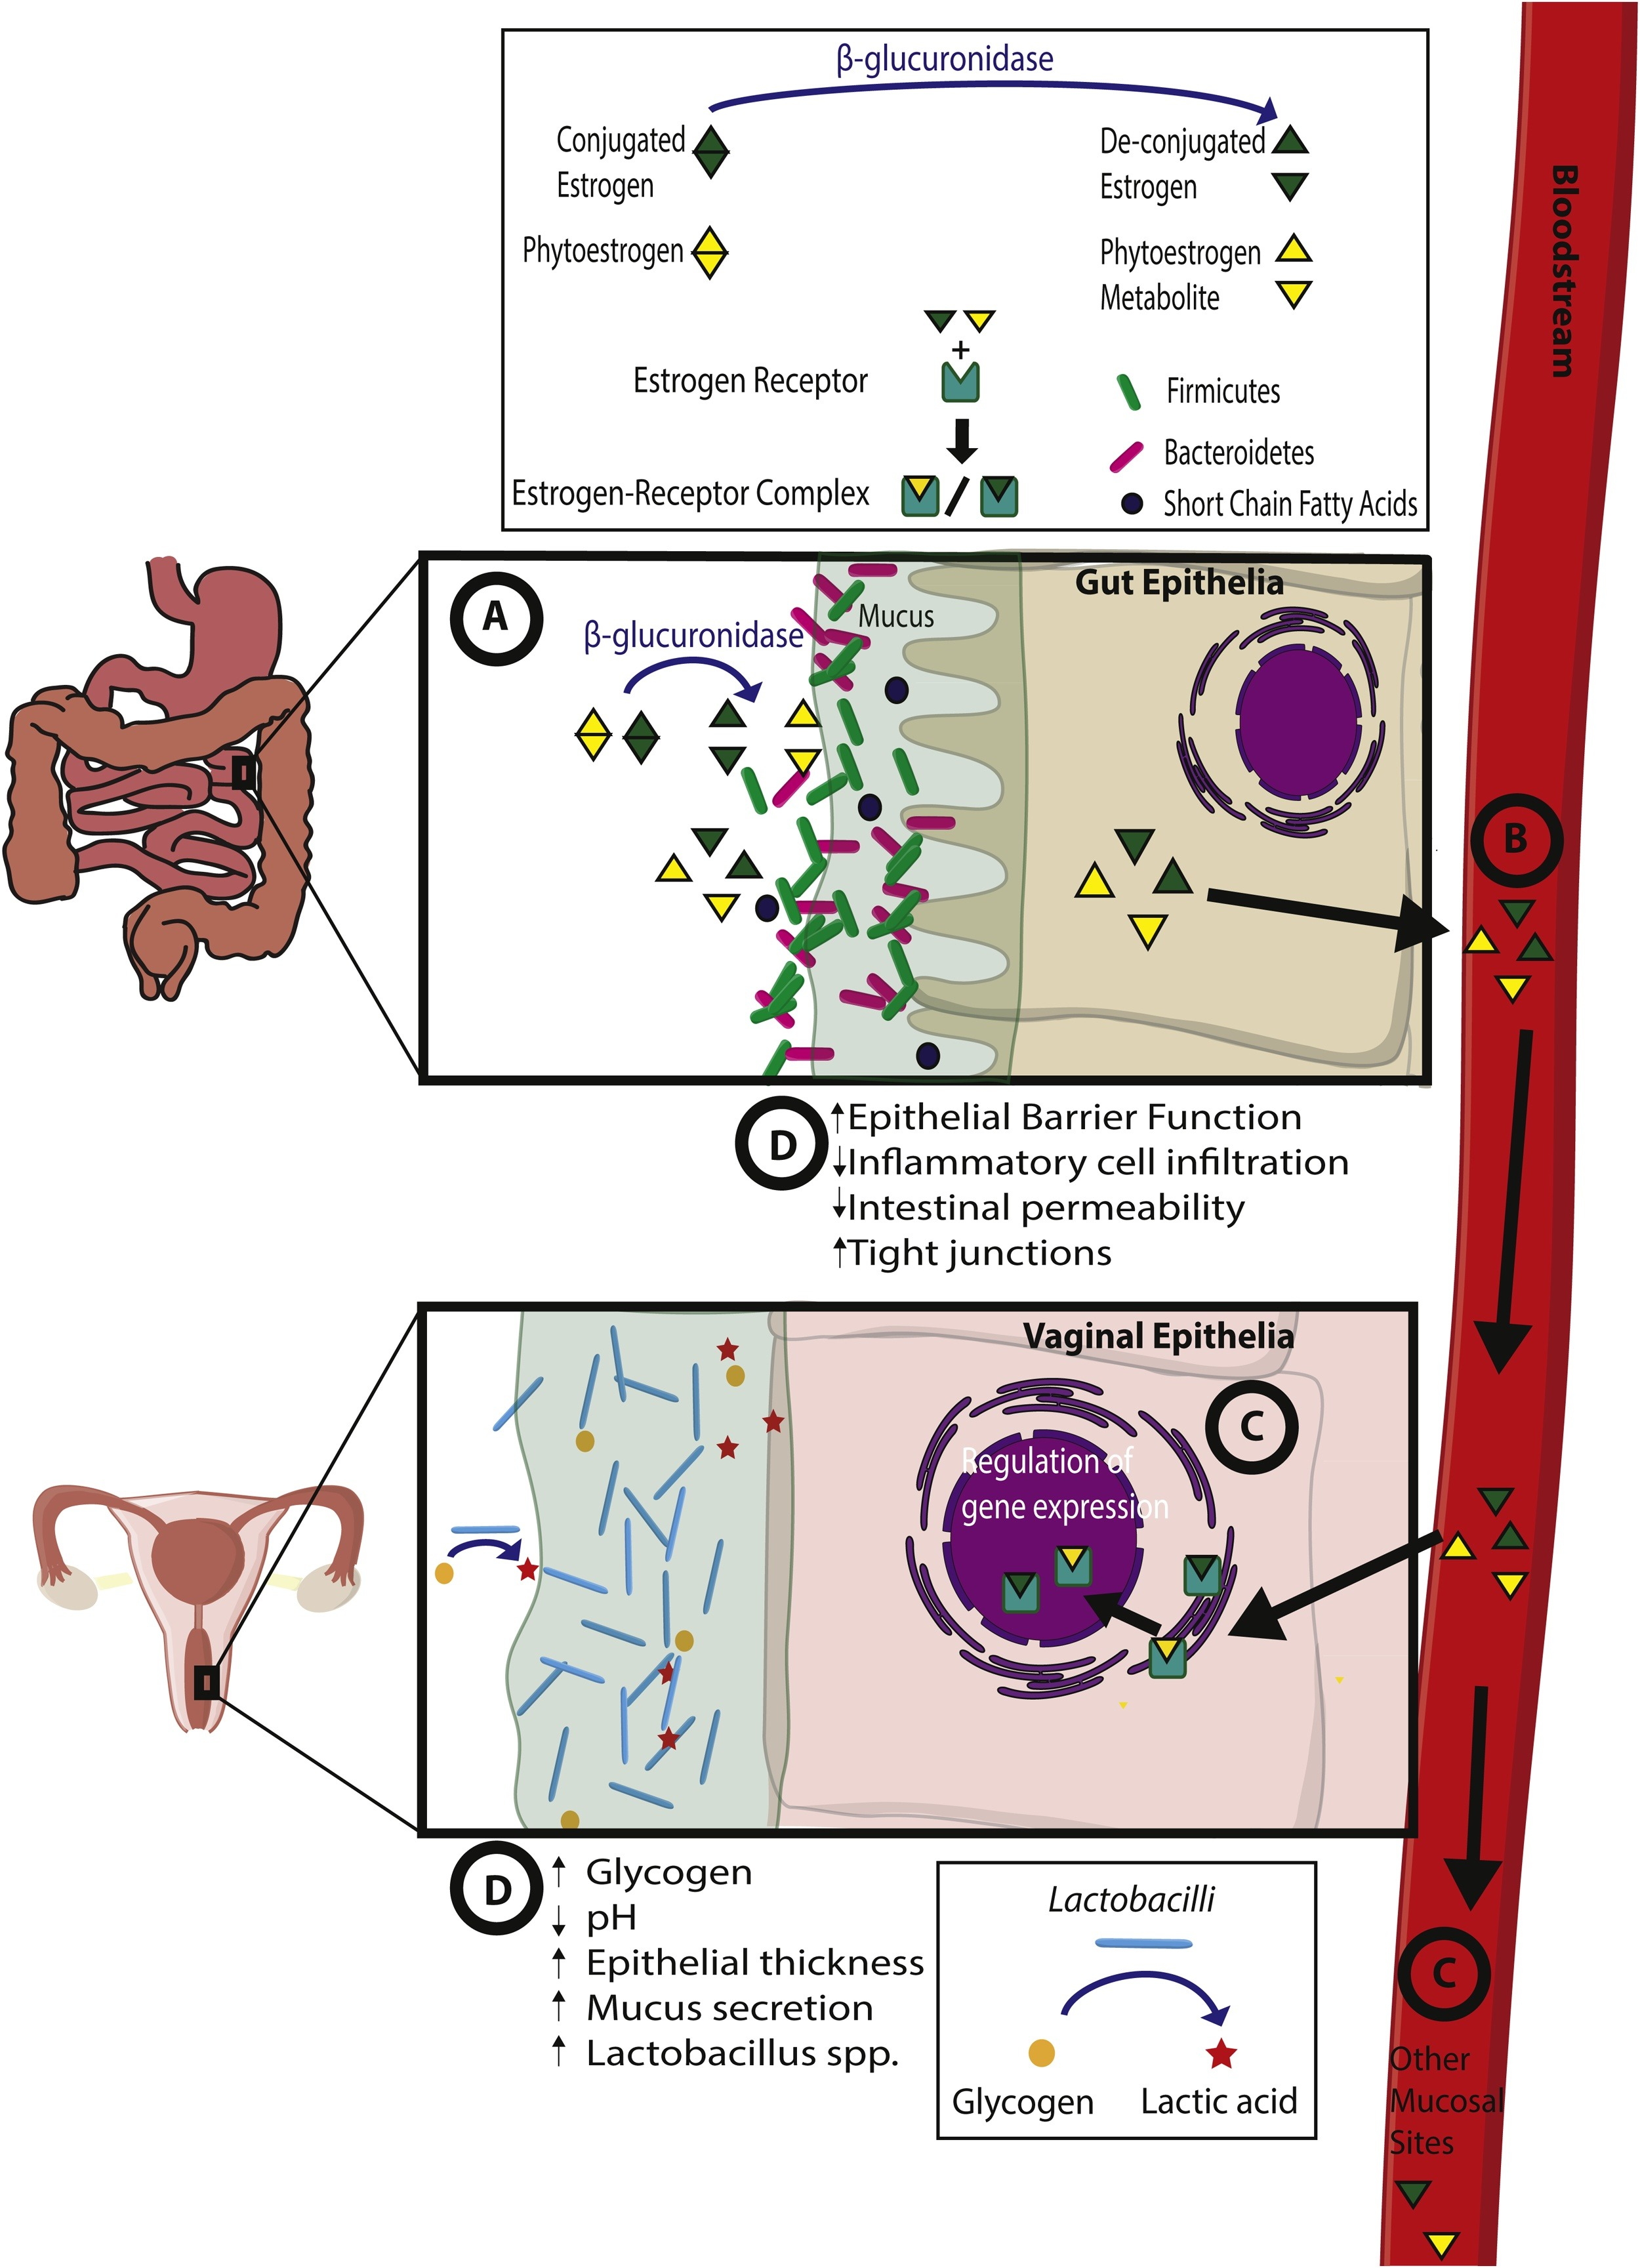 β-glucuronidase
Conjugated
Estrogen
De-conjugated
Estrogen
Phytoestrogen
Phytoestrogen
Metabolite
+
Estrogen Receptor
Firmicutes
Bacteroidetes
Estrogen-Receptor Complex
/
Short Chain Fatty Acids
Bloodstream
A
Gut Epithelia
Mucus
β-glucuronidase
B
D
↑Epithelial Barrier Function
↓Inflammatory cell infiltration
↓Intestinal permeability
↑Tight junctions
Vaginal Epithelia
C
Regulation of
gene expression
D
↑ Glycogen
↓ pH
↑ Epithelial thickness
↑ Mucus secretion
↑ Lactobacillus spp.
Lactobacilli
Glycogen
Lactic acid
C
Other
Mucosal
Sites